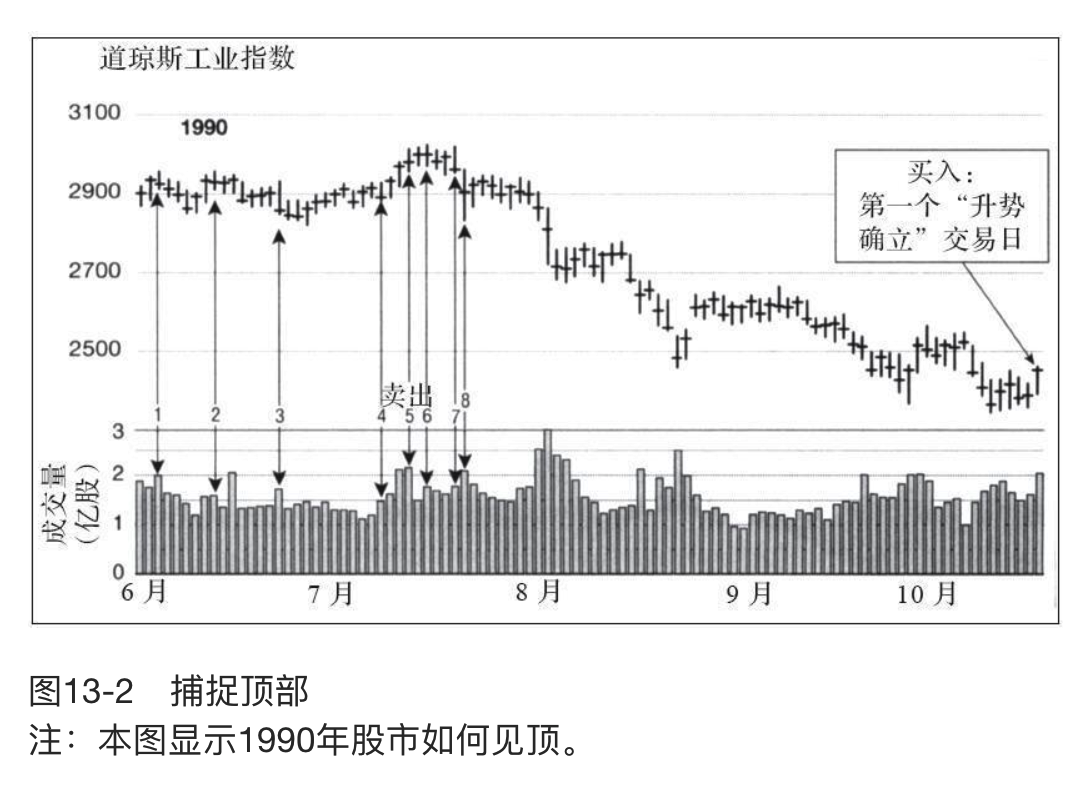 道琼斯工业指数
3100
1990
2900
买入：
第一个“升势
确立”交易日
2700
2500
卖出
1 2 3 4 5 6 7 8
3
2
1
0
成交量
（亿股）
6月 7月 8月 9月 10月
图13-2 捕捉顶部
注：本图显示1990年股市如何见顶。